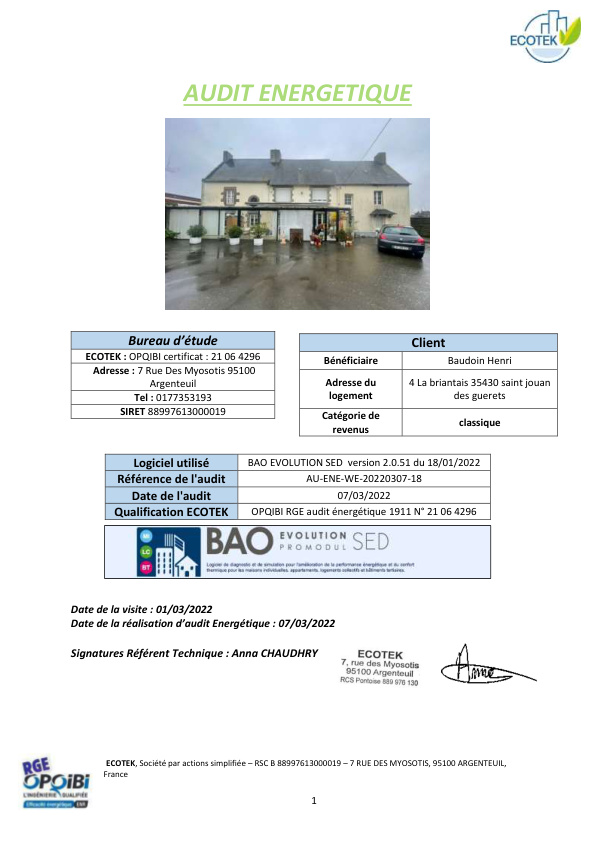 ECOTEK
AUDIT ENERGETIQUE
Bureau d'étude
ECOTEK : OPQIBI certificat : 21 06 4296
Adresse : 7 Rue Des Myosotis 95100
Argenteuil
Tel : 0177353193
SIRET 88997613000019
Client
Bénéficiaire Baudoin Henri
Adresse du logement 4 La briantais 35430 saint jouan des guerets
Catégorie de revenus classique
Logiciel utilisé BAO EVOLUTION SED version 2.0.51 du 18/01/2022
Référence de l'audit AU-ENE-WE-20220307-18
Date de l'audit 07/03/2022
Qualification ECOTEK OPQIBI RGE audit énergétique 1911 N° 21 06 4296
MI
LC
BT
BAO EVOLUTION SED
PROMODUL
Logiciel de diagnostic et de simulation pour l'amélioration de la performance énergétique et du confort
thermique pour les maisons individuelles, appartements, logements collectifs et bâtiments tertiaires.
Date de la visite : 01/03/2022
Date de la réalisation d'audit Energétique : 07/03/2022
Signatures Référent Technique : Anna CHAUDHRY
ECOTEK
7, rue des Myosotis
95100 Argenteuil
RCS Pontoise 889 976 130
Anna
RGE
OPQIBI
L'INGÉNIERIE QUALIFIÉE
Efficacité énergétique ENR
ECOTEK, Société par actions simplifiée – RSC B 88997613000019 – 7 RUE DES MYOSOTIS, 95100 ARGENTEUIL,
France
1